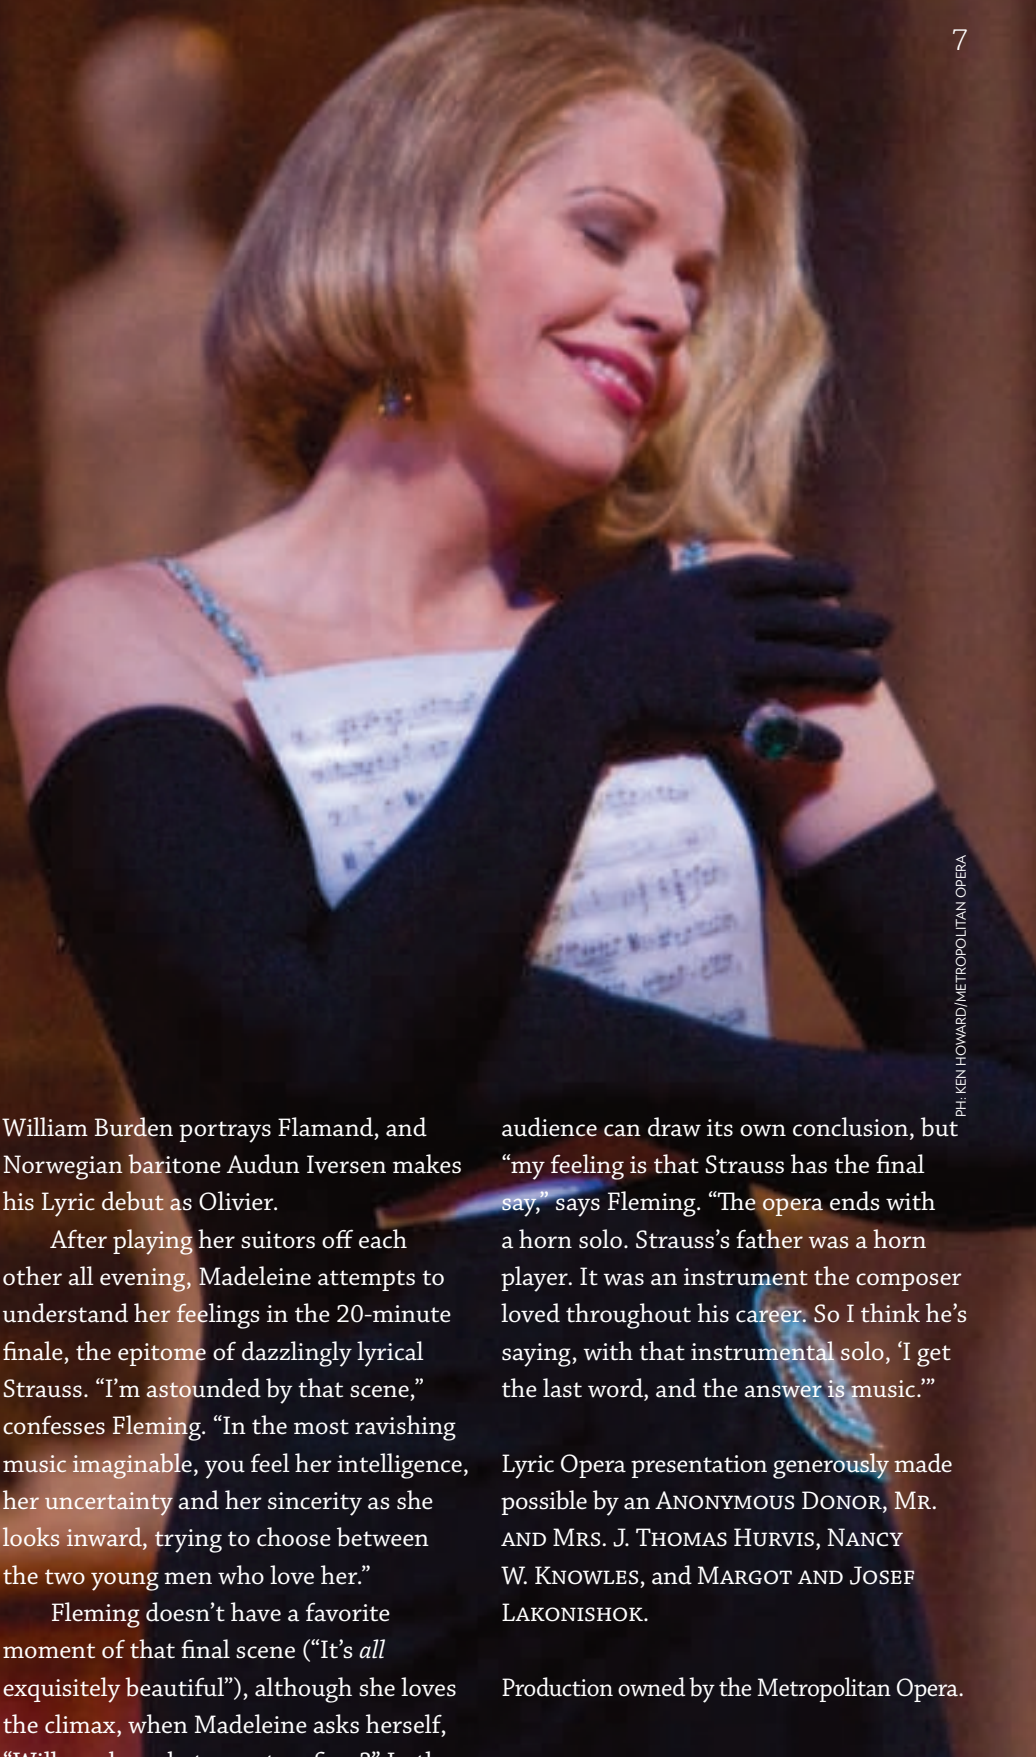 7
PH: KEN HOWARD/METROPOLITAN OPERA
William Burden portrays Flamand, and
Norwegian baritone Audun Iversen makes
his Lyric debut as Olivier.
After playing her suitors off each
other all evening, Madeleine attempts to
understand her feelings in the 20-minute
finale, the epitome of dazzlingly lyrical
Strauss. “I’m astounded by that scene,”
confesses Fleming. “In the most ravishing
music imaginable, you feel her intelligence,
her uncertainty and her sincerity as she
looks inward, trying to choose between
the two young men who love her.”
Fleming doesn’t have a favorite
moment of that final scene (“It’s all
exquisitely beautiful”), although she loves
the climax, when Madeleine asks herself,
audience can draw its own conclusion, but
“my feeling is that Strauss has the final
say,” says Fleming. “The opera ends with
a horn solo. Strauss’s father was a horn
player. It was an instrument the composer
loved throughout his career. So I think he’s
saying, with that instrumental solo, ‘I get
the last word, and the answer is music.’”
Lyric Opera presentation generously made
possible by an ANONYMOUS DONOR, MR.
AND MRS. J. THOMAS HURVIS, NANCY
W. KNOWLES, and MARGOT AND JOSEF
LAKONISHOK.
Production owned by the Metropolitan Opera.